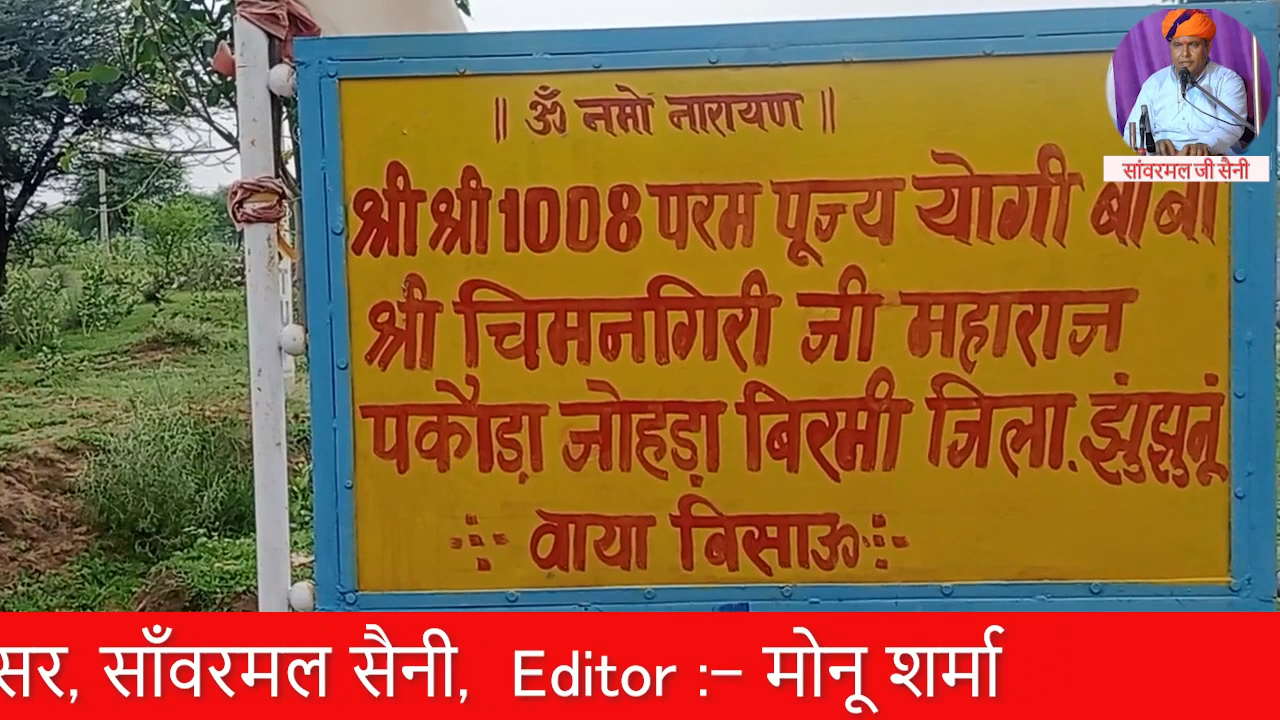 ॥ ॐ नमो नारायण ॥
श्री श्री 1008 परम पूज्य योगी बाबा
श्री चिमनगिरी जी महाराज
पकौड़ा जोहड़ा बिरमी जिला. झुंझुनूं
वाया बिसाऊ
सांवरमल जी सैनी
सर, साँवरमल सैनी, Editor :- मोनू शर्मा